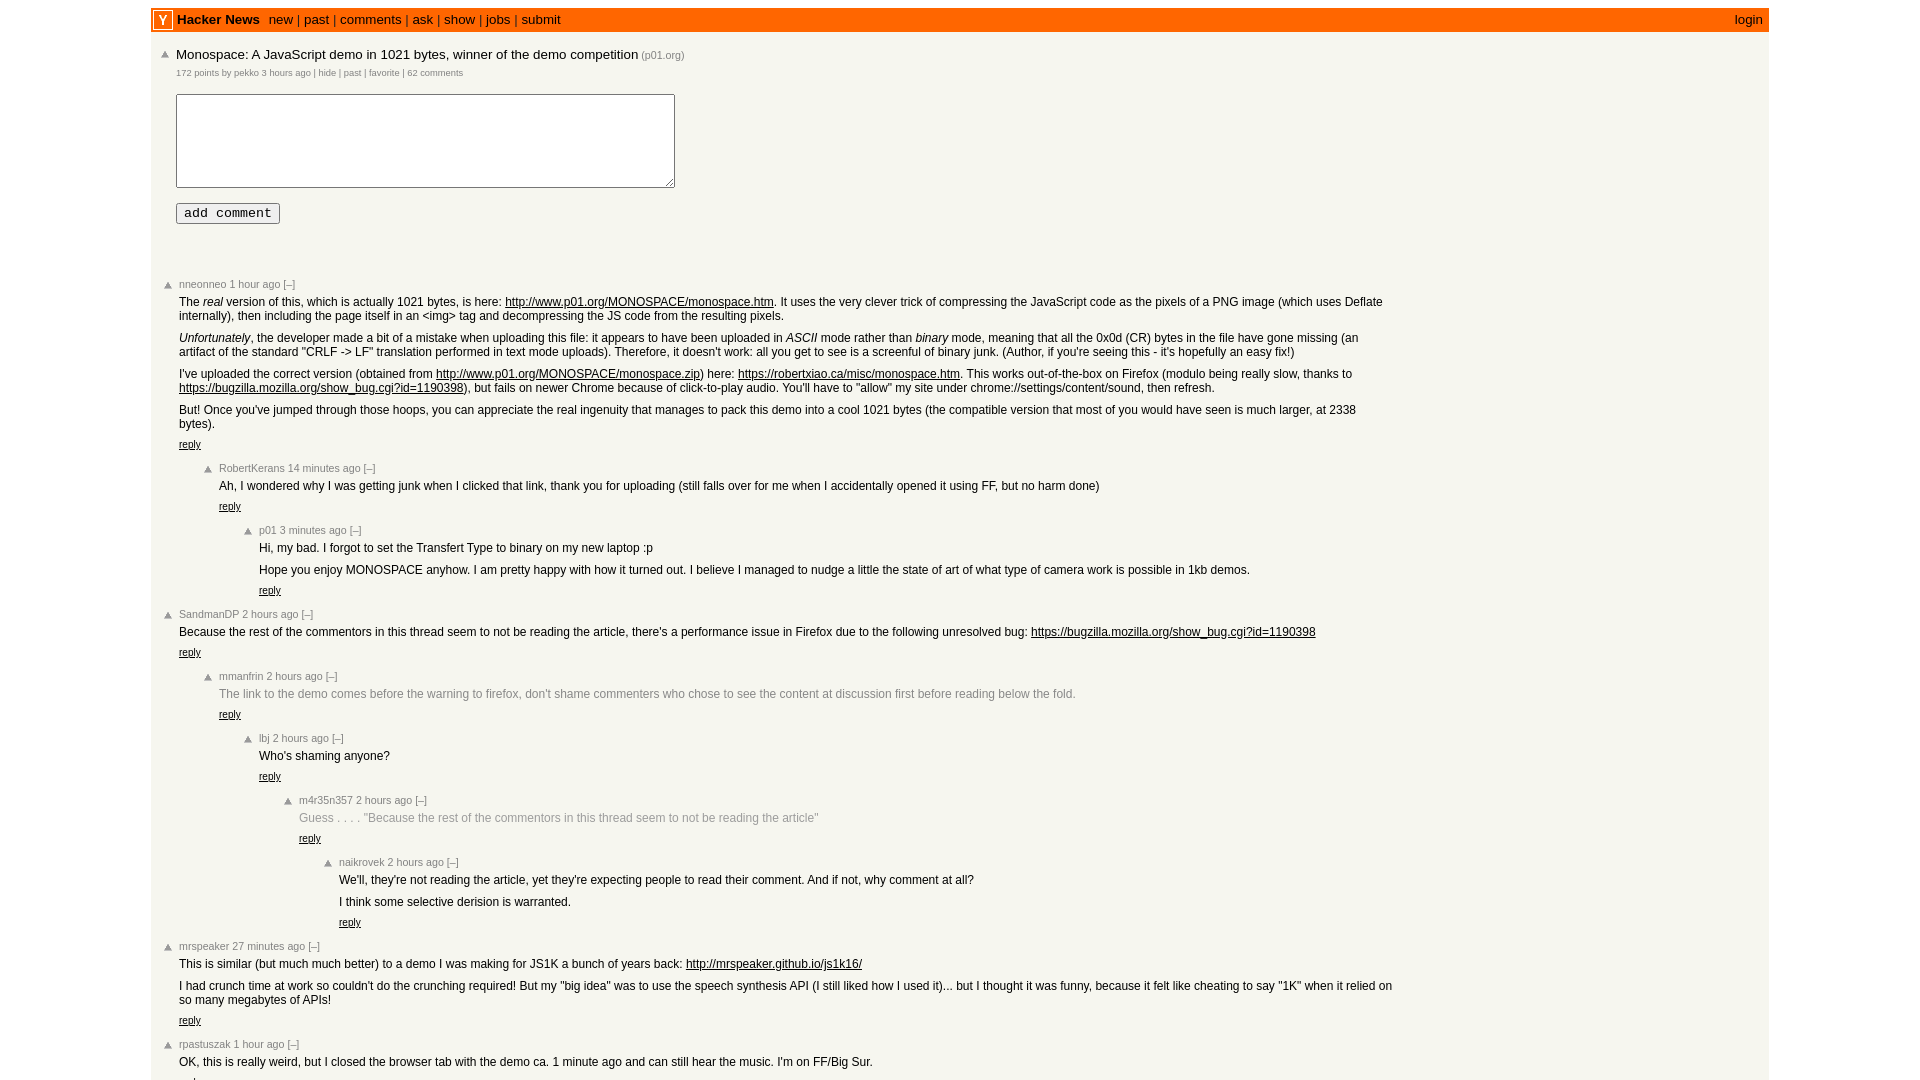 Y Hacker News new | past | comments | ask | show | jobs | submit login
Monospace: A JavaScript demo in 1021 bytes, winner of the demo competition (p01.org)
172 points by pekko 3 hours ago | hide | past | favorite | 62 comments
add comment
nneonneo 1 hour ago [–]
The real version of this, which is actually 1021 bytes, is here: http://www.p01.org/MONOSPACE/monospace.htm. It uses the very clever trick of compressing the JavaScript code as the pixels of a PNG image (which uses Deflate
internally), then including the page itself in an <img> tag and decompressing the JS code from the resulting pixels.
Unfortunately, the developer made a bit of a mistake when uploading this file: it appears to have been uploaded in ASCII mode rather than binary mode, meaning that all the 0x0d (CR) bytes in the file have gone missing (an
artifact of the standard "CRLF -> LF" translation performed in text mode uploads). Therefore, it doesn't work: all you get to see is a screenful of binary junk. (Author, if you're seeing this - it's hopefully an easy fix!)
I've uploaded the correct version (obtained from http://www.p01.org/MONOSPACE/monospace.zip) here: https://robertxiao.ca/misc/monospace.htm. This works out-of-the-box on Firefox (modulo being really slow, thanks to
https://bugzilla.mozilla.org/show_bug.cgi?id=1190398), but fails on newer Chrome because of click-to-play audio. You'll have to "allow" my site under chrome://settings/content/sound, then refresh.
But! Once you've jumped through those hoops, you can appreciate the real ingenuity that manages to pack this demo into a cool 1021 bytes (the compatible version that most of you would have seen is much larger, at 2338
bytes).
reply
RobertKerans 14 minutes ago [–]
Ah, I wondered why I was getting junk when I clicked that link, thank you for uploading (still falls over for me when I accidentally opened it using FF, but no harm done)
reply
p01 3 minutes ago [–]
Hi, my bad. I forgot to set the Transfert Type to binary on my new laptop :p
Hope you enjoy MONOSPACE anyhow. I am pretty happy with how it turned out. I believe I managed to nudge a little the state of art of what type of camera work is possible in 1kb demos.
reply
SandmanDP 2 hours ago [–]
Because the rest of the commentors in this thread seem to not be reading the article, there's a performance issue in Firefox due to the following unresolved bug: https://bugzilla.mozilla.org/show_bug.cgi?id=1190398
reply
mmanfrin 2 hours ago [–]
The link to the demo comes before the warning to firefox, don't shame commenters who chose to see the content at discussion first before reading below the fold.
reply
lbj 2 hours ago [–]
Who's shaming anyone?
reply
m4r35n357 2 hours ago [–]
Guess . . . . "Because the rest of the commentors in this thread seem to not be reading the article"
reply
naikrovek 2 hours ago [–]
We'll, they're not reading the article, yet they're expecting people to read their comment. And if not, why comment at all?
I think some selective derision is warranted.
reply
mrspeaker 27 minutes ago [–]
This is similar (but much much better) to a demo I was making for JS1K a bunch of years back: http://mrspeaker.github.io/js1k16/
I had crunch time at work so couldn't do the crunching required! But my "big idea" was to use the speech synthesis API (I still liked how I used it)... but I thought it was funny, because it felt like cheating to say "1K" when it relied on
so many megabytes of APIs!
reply
rpastuszak 1 hour ago [–]
OK, this is really weird, but I closed the browser tab with the demo ca. 1 minute ago and can still hear the music. I'm on FF/Big Sur.